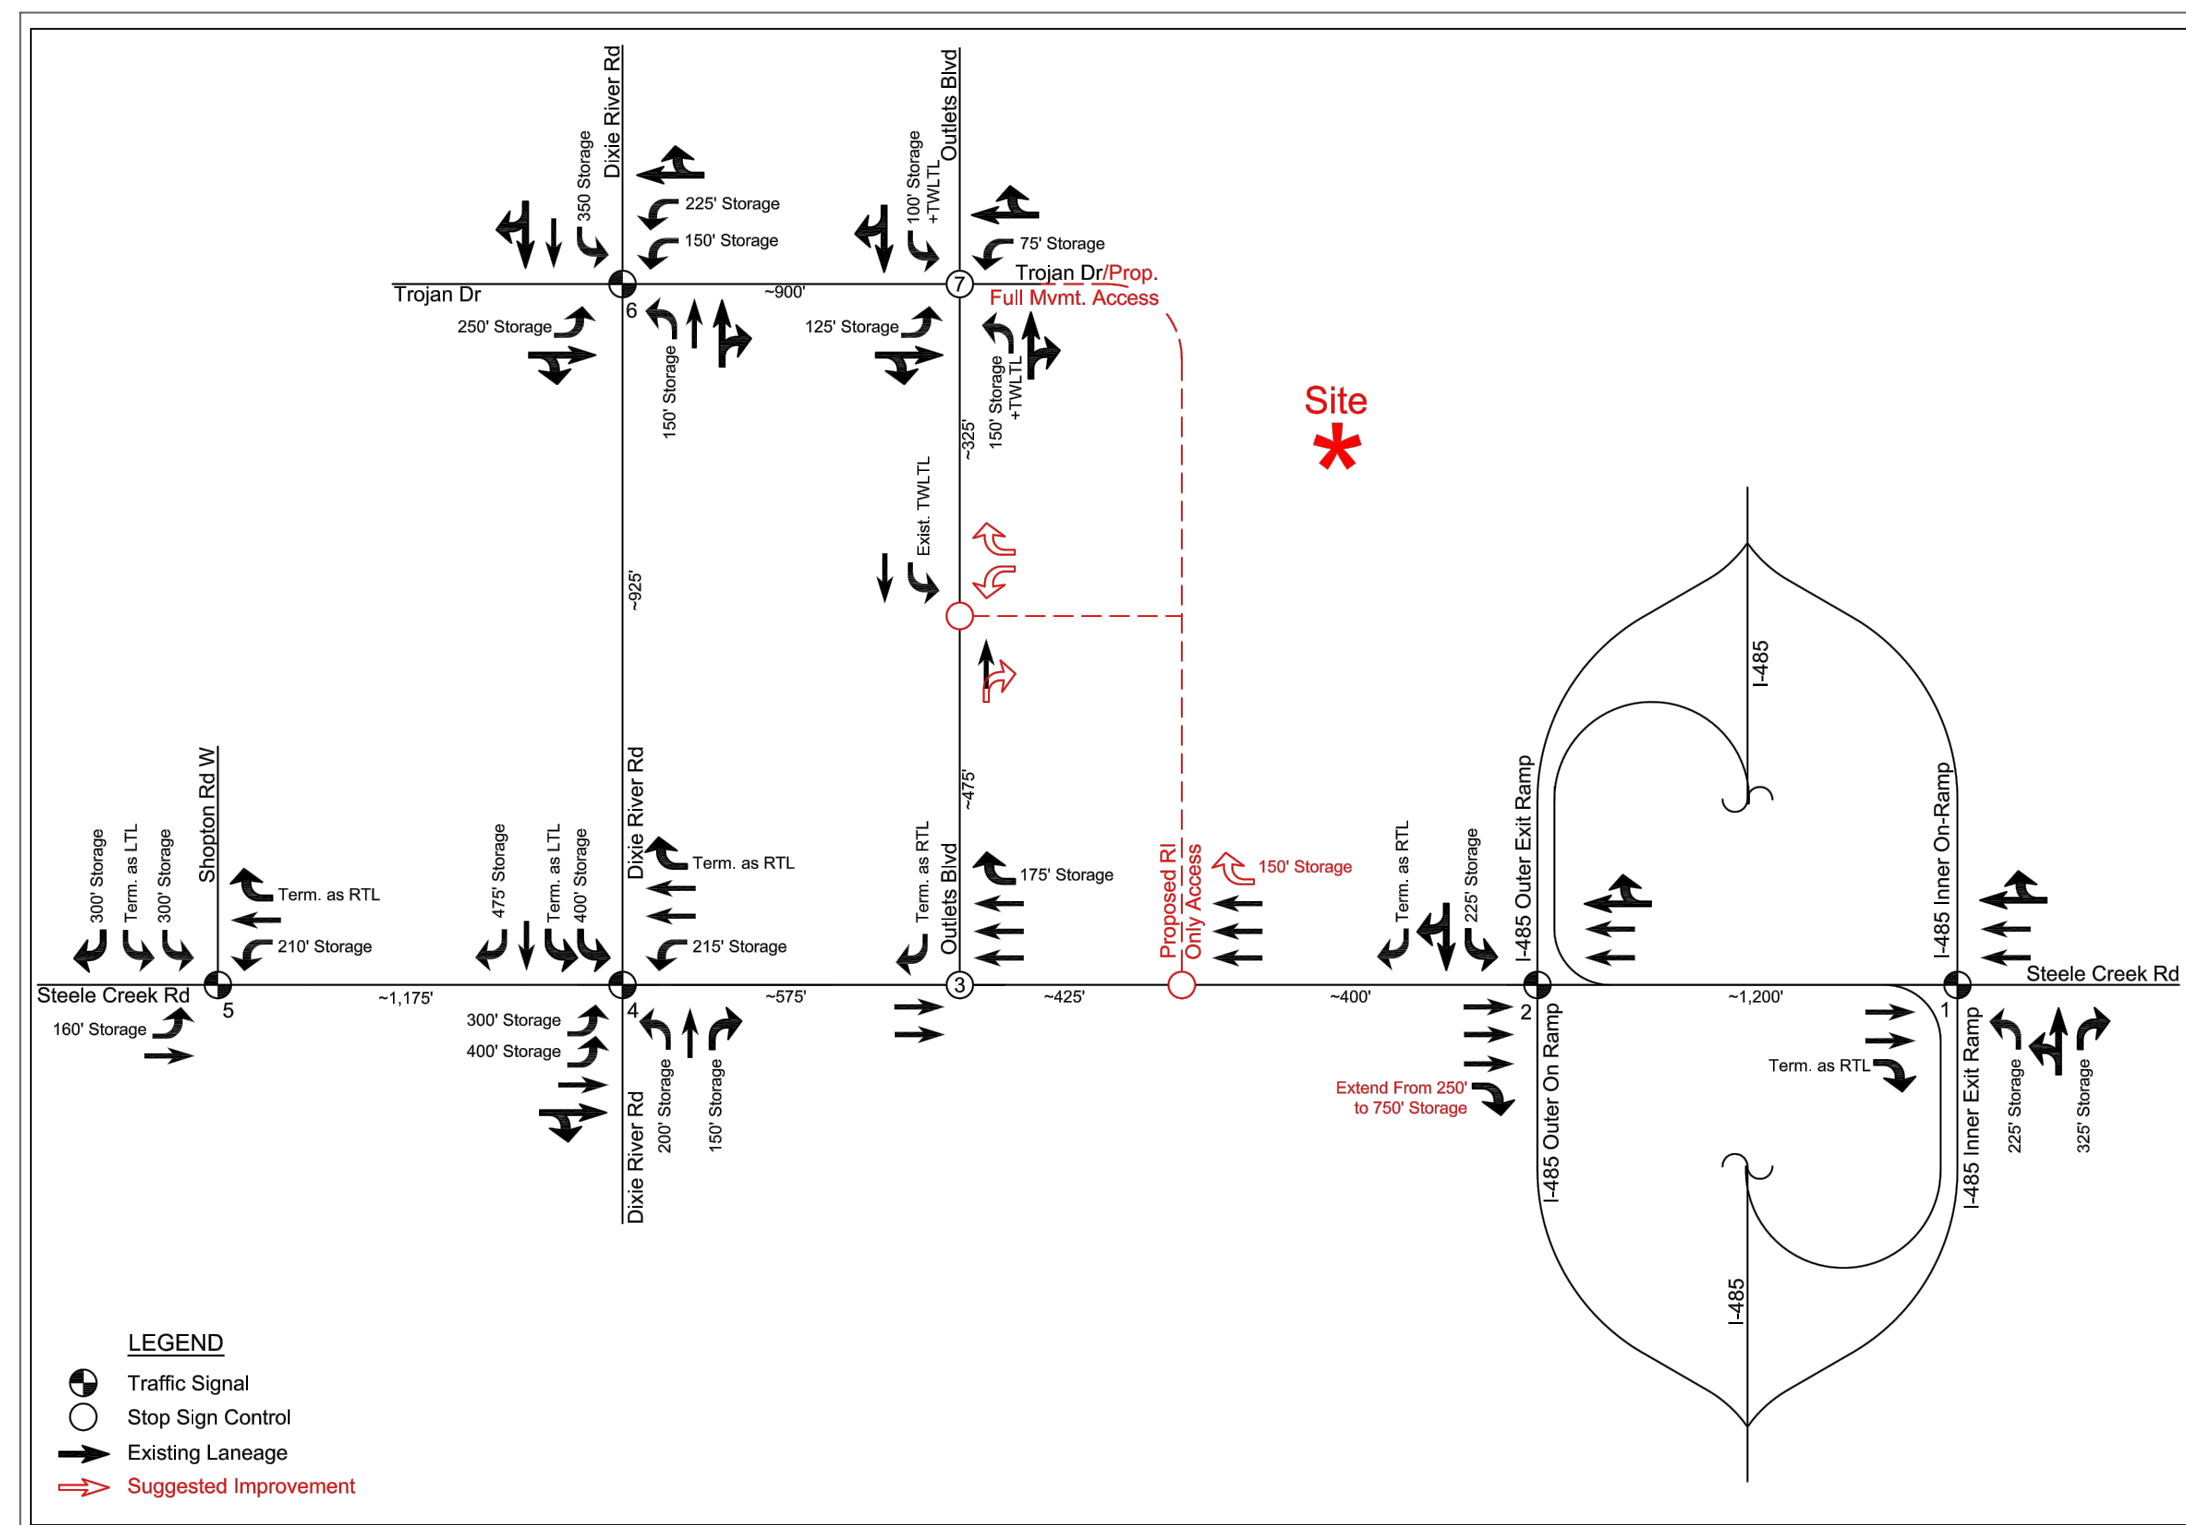 Dixie River Rd
Outlets Blvd
350 Storage
225' Storage
150' Storage
100' Storage
+TWLTL
75' Storage
Trojan Dr
6
~900'
7
Trojan Dr/Prop.
Full Mvmt. Access
250' Storage
150' Storage
125' Storage
150' Storage
+TWLTL
~325'
Site
*
Exist. TWLTL
~925'
I-485
~475'
Shopton Rd W
300' Storage
Term. as LTL
300' Storage
Term. as RTL
210' Storage
475' Storage
Term. as LTL
400' Storage
Dixie River Rd
Term. as RTL
215' Storage
Term. as RTL
Outlets Blvd
175' Storage
Proposed RI
Only Access
150' Storage
Term. as RTL
225' Storage
I-485 Outer Exit Ramp
I-485 Inner On-Ramp
Steele Creek Rd
Steele Creek Rd
5
~1,175'
4
~575'
3
~425'
~400'
2
~1,200'
1
160' Storage
300' Storage
400' Storage
200' Storage
150' Storage
Dixie River Rd
Extend From 250'
to 750' Storage
I-485 Outer On Ramp
Term. as RTL
I-485 Inner Exit Ramp
225' Storage
325' Storage
I-485
LEGEND
Traffic Signal
Stop Sign Control
Existing Laneage
Suggested Improvement